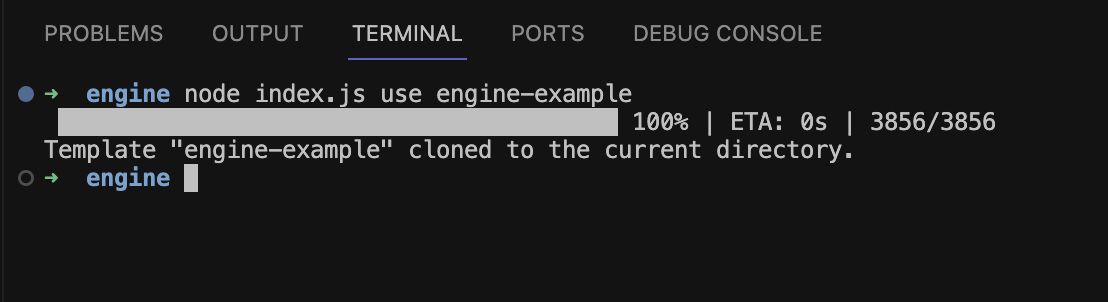 PROBLEMS OUTPUT TERMINAL PORTS DEBUG CONSOLE
➜ engine node index.js use engine-example
100% | ETA: 0s | 3856/3856
Template "engine-example" cloned to the current directory.
➜ engine